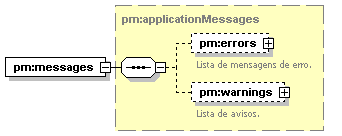 pm:applicationMessages
pm:errors
Lista de mensagens de erro.
pm:messages
pm:warnings
Lista de avisos.